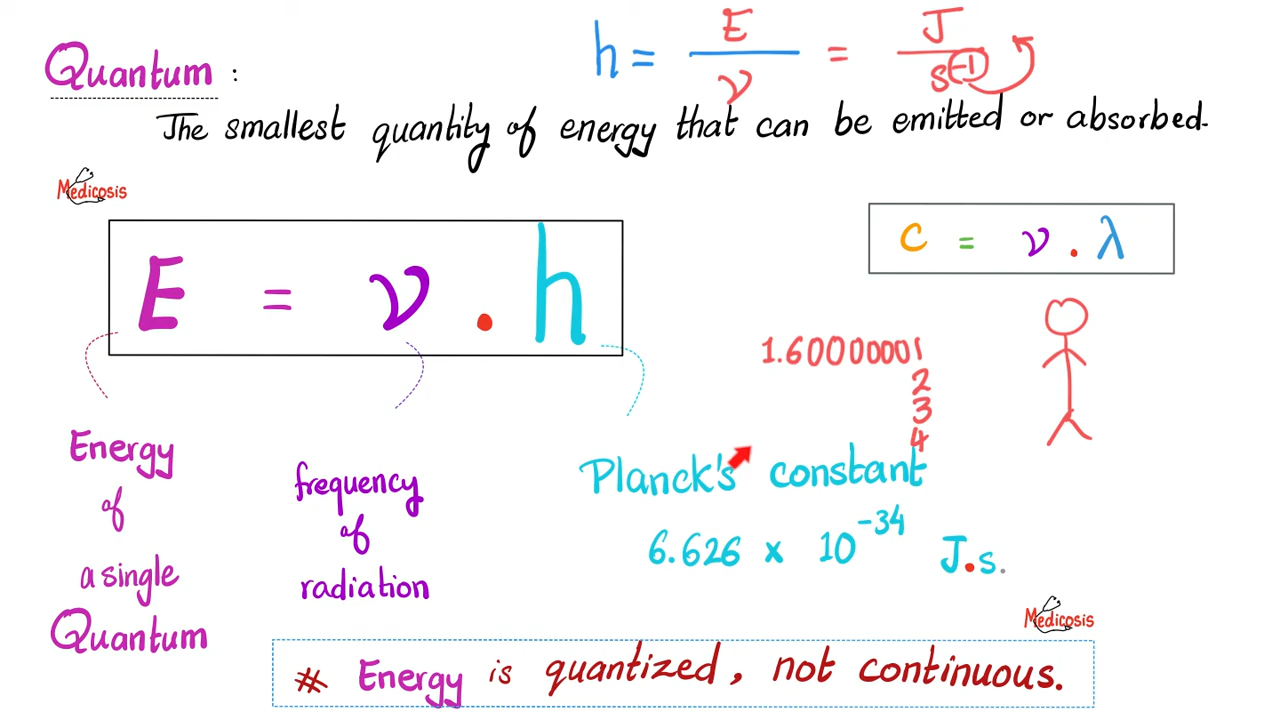 h = E/ν = J/s⁻¹
Quantum :
The smallest quantity of energy that can be emitted or absorbed.
Medicosis
E = ν . h
c = ν . λ
1.60000001
2
3
4
Energy
of
a single
Quantum
frequency
of
radiation
Planck's constant
6.626 x 10⁻³⁴ J.s.
Medicosis
# Energy is quantized, not continuous.